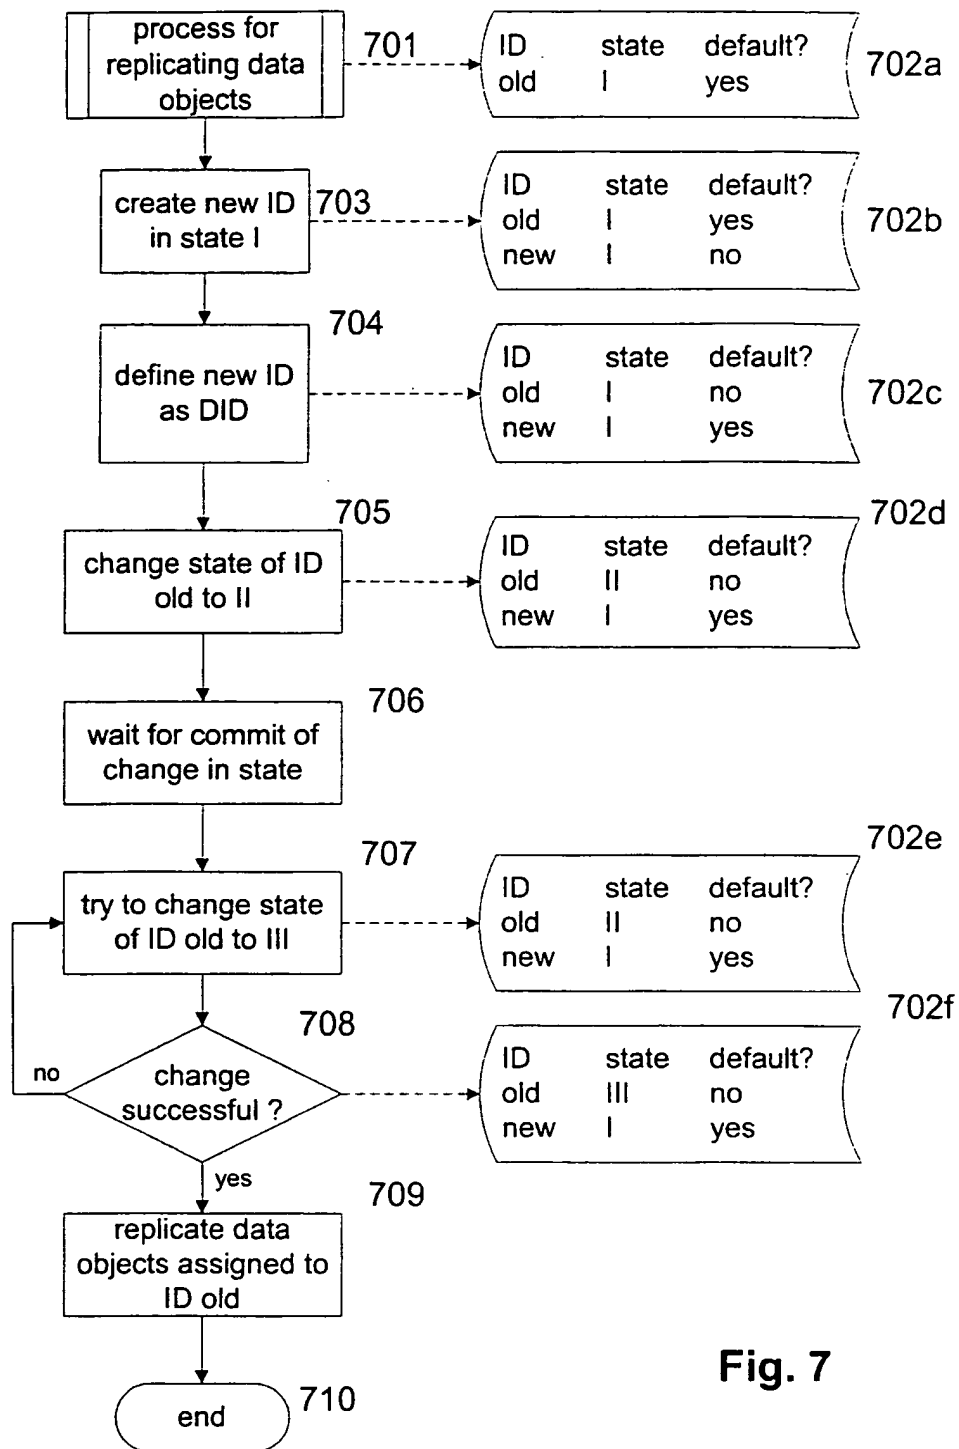 process for
replicating data
objects
701
ID state default?
old I yes
702a
create new ID
in state I
703
ID state default?
old I yes
new I no
702b
704
define new ID
as DID
ID state default?
old I no
new I yes
702c
705
change state of ID
old to II
702d
ID state default?
old II no
new I yes
706
wait for commit of
change in state
707
try to change state
of ID old to III
702e
ID state default?
old II no
new I yes
708
no
change
successful ?
yes
702f
ID state default?
old III no
new I yes
709
replicate data
objects assigned to
ID old
710
end
Fig. 7